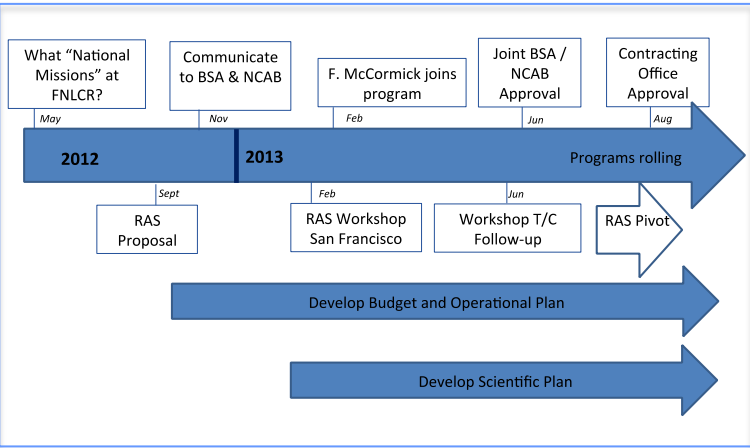 What “National
Missions” at
FNLCR?
Communicate
to BSA & NCAB
F. McCormick joins
program
Joint BSA /
NCAB
Approval
Contracting
Office
Approval
May
Nov
Feb
Jun
Aug
2012
2013
Programs rolling
Sept
Feb
Jun
RAS
Proposal
RAS Workshop
San Francisco
Workshop T/C
Follow-up
RAS Pivot
Develop Budget and Operational Plan
Develop Scientific Plan